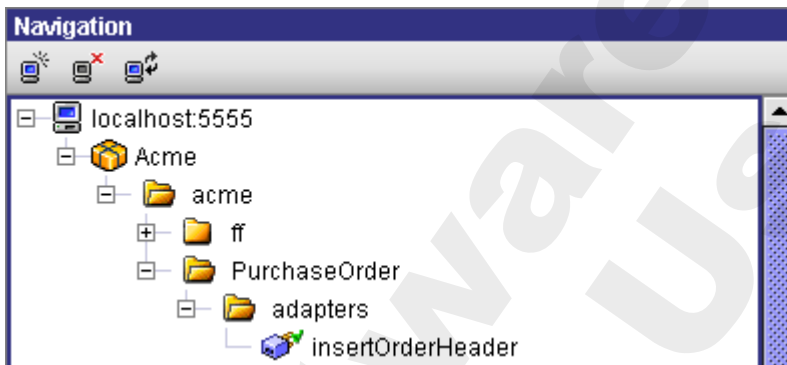 Navigation
localhost:5555
Acme
acme
ff
PurchaseOrder
adapters
insertOrderHeader